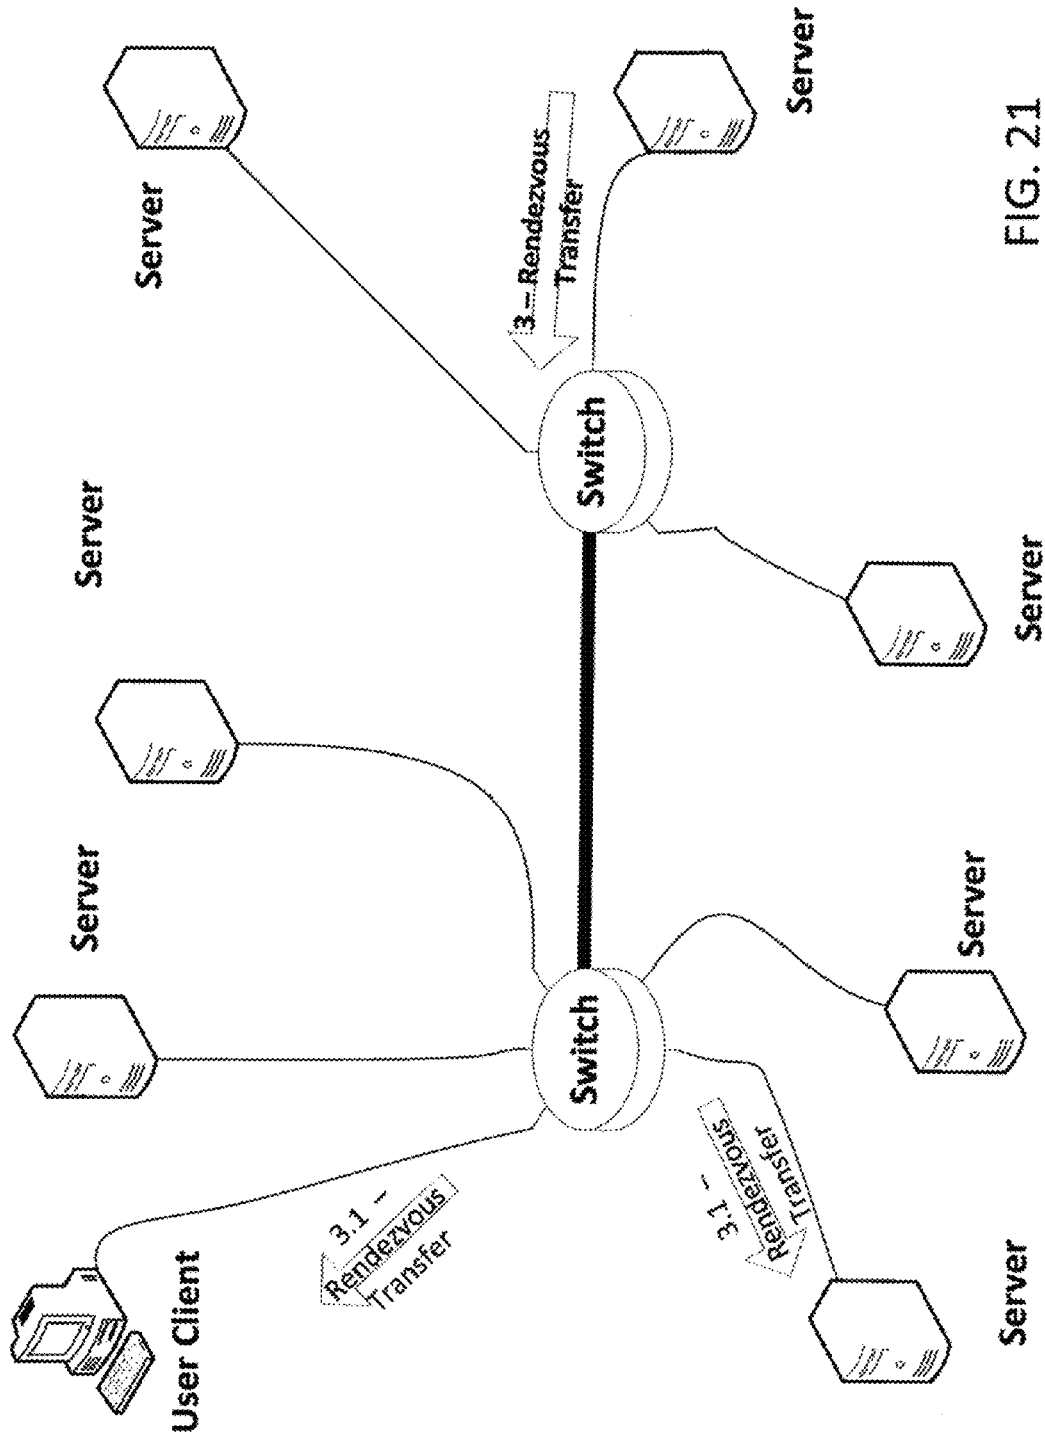 User Client
Server
Server
Server
3.1 –
Rendezvous
Transfer
Switch
Switch
3 – Rendezvous
Transfer
3.1 –
Rendezvous
Transfer
Server
Server
Server
Server
FIG. 21